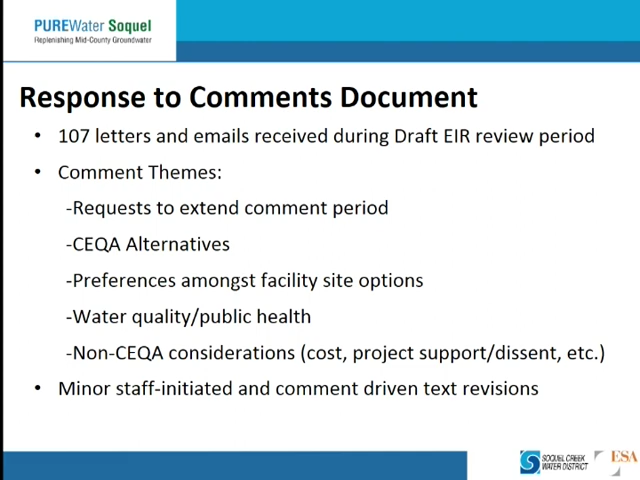 PUREWater Soquel
Replenishing Mid-County Groundwater
Response to Comments Document
• 107 letters and emails received during Draft EIR review period
• Comment Themes:
-Requests to extend comment period
-CEQA Alternatives
-Preferences amongst facility site options
-Water quality/public health
-Non-CEQA considerations (cost, project support/dissent, etc.)
• Minor staff-initiated and comment driven text revisions
SOQUEL CREEK
WATER DISTRICT
ESA